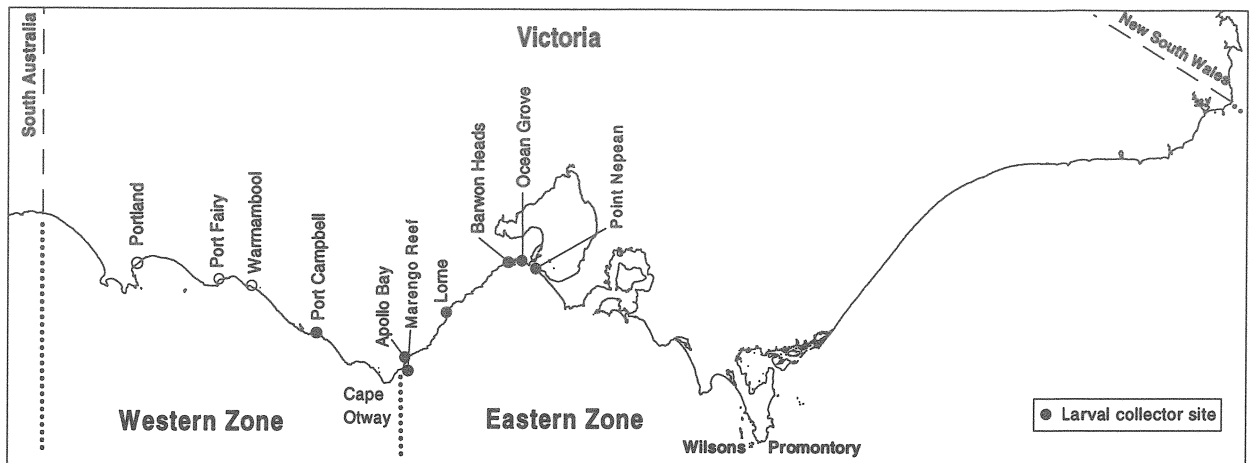 Victoria
South Australia
New South Wales
Portland
Port Fairy
Warrnambool
Port Campbell
Apollo Bay
Marengo Reef
Lorne
Barwon Heads
Ocean Grove
Point Nepean
Cape
Otway
Western Zone
Eastern Zone
Wilsons Promontory
Larval collector site